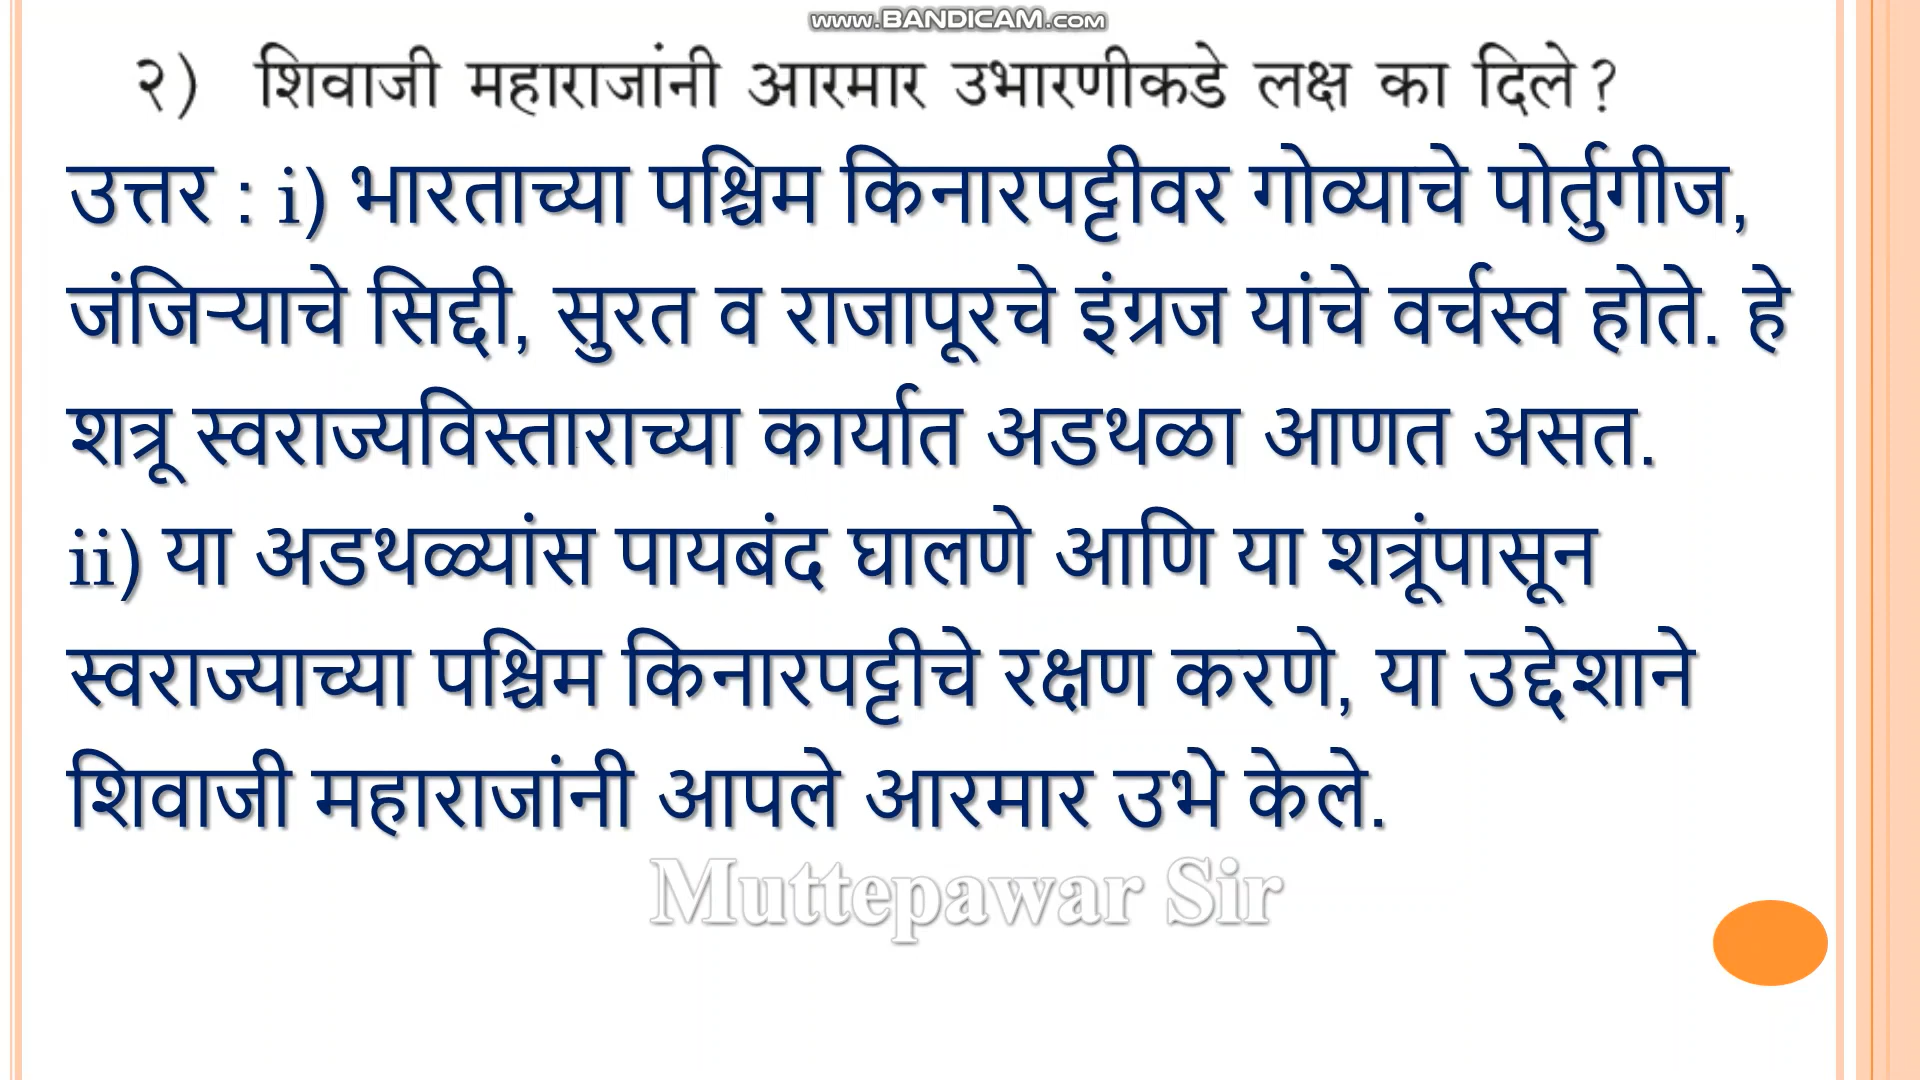 www.BANDICAM.com
२) शिवाजी महाराजांनी आरमार उभारणीकडे लक्ष का दिले?
उत्तर : i) भारताच्या पश्चिम किनारपट्टीवर गोव्याचे पोर्तुगीज,
जंजिऱ्याचे सिद्दी, सुरत व राजापूरचे इंग्रज यांचे वर्चस्व होते. हे
शत्रू स्वराज्यविस्ताराच्या कार्यात अडथळा आणत असत.
ii) या अडथळ्यांस पायबंद घालणे आणि या शत्रूंपासून
स्वराज्याच्या पश्चिम किनारपट्टीचे रक्षण करणे, या उद्देशाने
शिवाजी महाराजांनी आपले आरमार उभे केले.
Muttepawar Sir